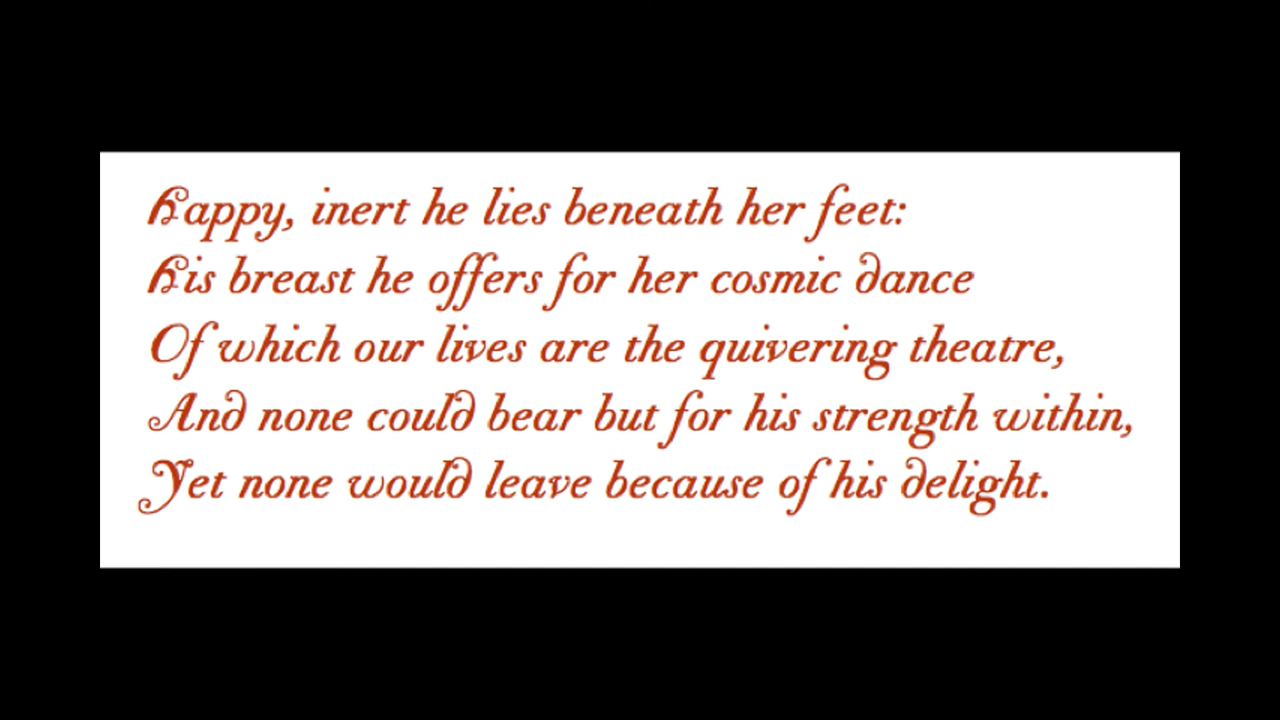 Happy, inert he lies beneath her feet:
His breast he offers for her cosmic dance
Of which our lives are the quivering theatre,
And none could bear but for his strength within,
Yet none would leave because of his delight.